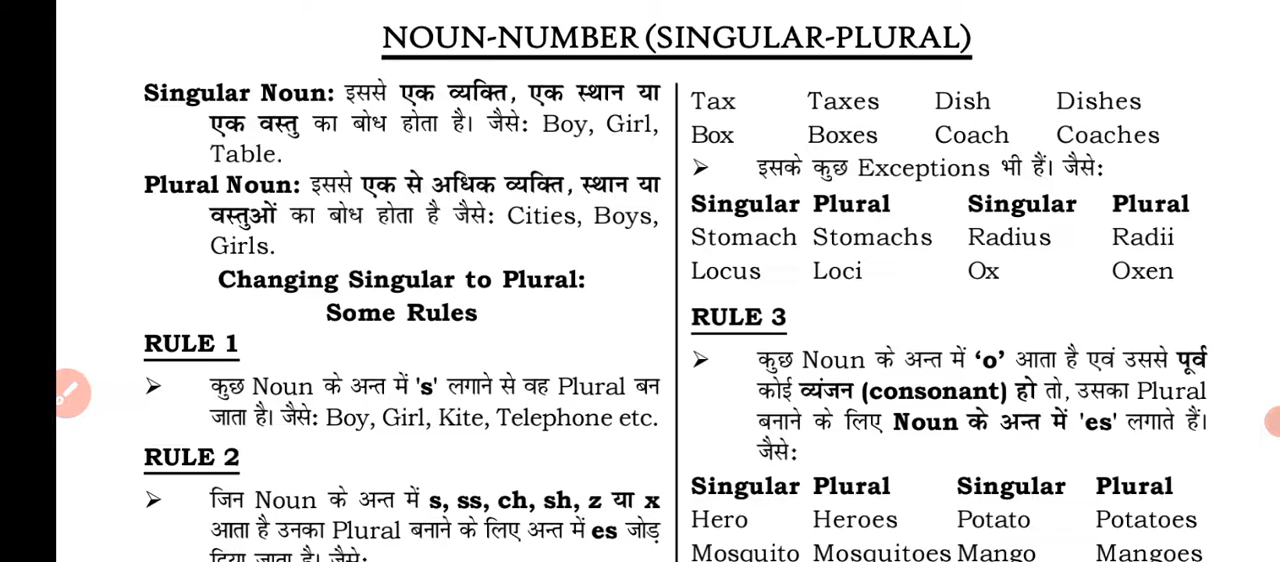 NOUN-NUMBER (SINGULAR-PLURAL)
Singular Noun: इससे एक व्यक्ति, एक स्थान या
एक वस्तु का बोध होता है। जैसे: Boy, Girl,
Table.
Plural Noun: इससे एक से अधिक व्यक्ति, स्थान या
वस्तुओं का बोध होता है जैसे: Cities, Boys,
Girls.
Changing Singular to Plural:
Some Rules
RULE 1
➢ कुछ Noun के अन्त में 's' लगाने से वह Plural बन
जाता है। जैसे: Boy, Girl, Kite, Telephone etc.
RULE 2
➢ जिन Noun के अन्त में s, ss, ch, sh, z या x
आता है उनका Plural बनाने के लिए अन्त में es जोड़
दिया जाता है। जैसे:
Tax Taxes Dish Dishes
Box Boxes Coach Coaches
➢ इसके कुछ Exceptions भी हैं। जैसे:
Singular Plural Singular Plural
Stomach Stomachs Radius Radii
Locus Loci Ox Oxen
RULE 3
➢ कुछ Noun के अन्त में ‘o’ आता है एवं उससे पूर्व
कोई व्यंजन (consonant) हो तो, उसका Plural
बनाने के लिए Noun के अन्त में 'es' लगाते हैं।
जैसे:
Singular Plural Singular Plural
Hero Heroes Potato Potatoes
Mosquito Mosquitoes Mango Mangoes